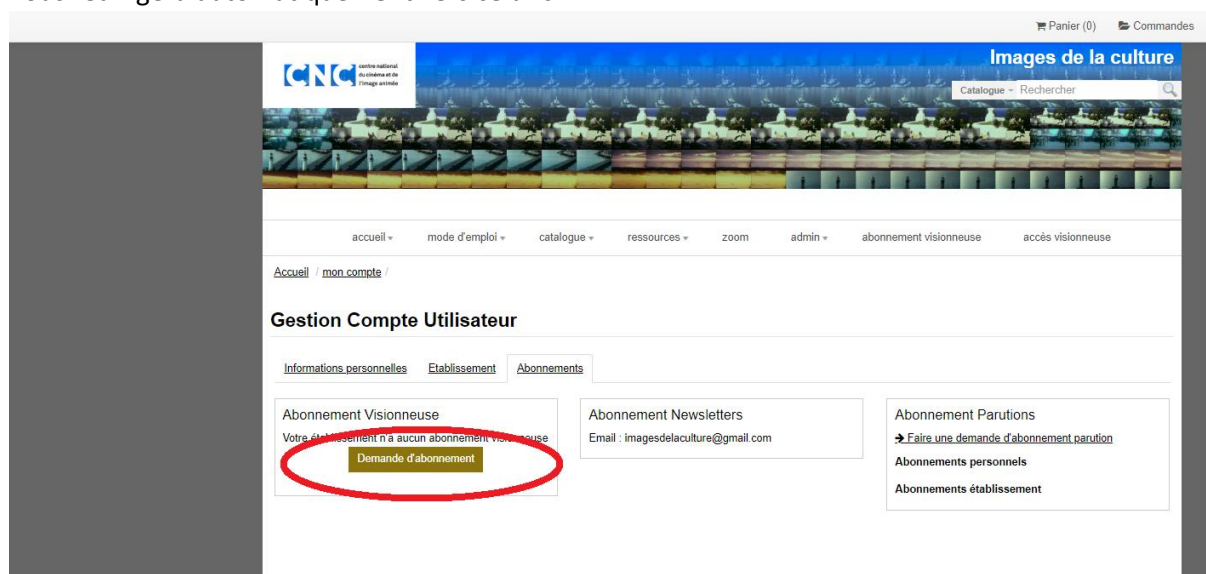 Panier (0) Commandes
CNC centre national
du cinéma et de
l'image animée
Images de la culture
Catalogue Rechercher
accueil mode d'emploi catalogue ressources zoom admin abonnement visionneuse accès visionneuse
Accueil / mon compte /
Gestion Compte Utilisateur
Informations personnelles Etablissement Abonnements
Abonnement Visionneuse
Votre établissement n'a aucun abonnement visionneuse
Demande d'abonnement
Abonnement Newsletters
Email : imagesdelaculture@gmail.com
Abonnement Parutions
➔ Faire une demande d'abonnement parution
Abonnements personnels
Abonnements établissement